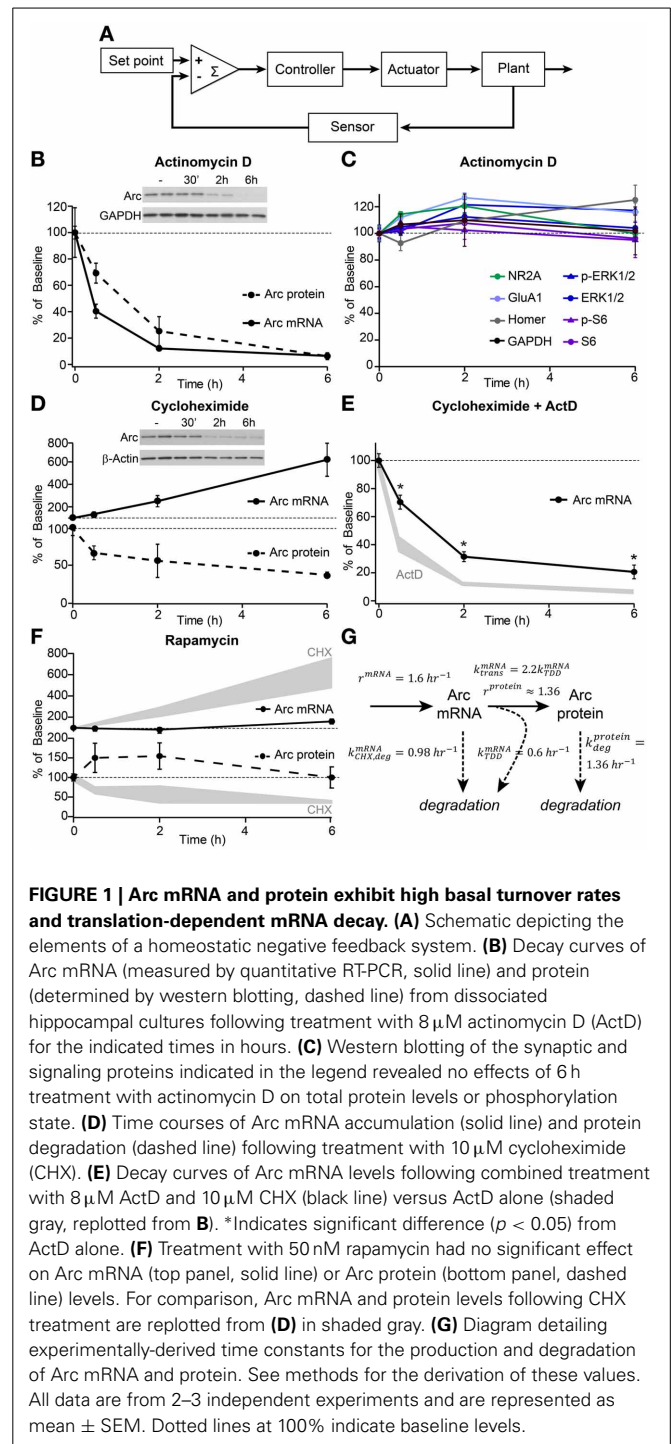 A
Set point
+
-
Σ
Controller
Actuator
Plant
Sensor
B
Actinomycin D
- 30' 2h 6h
Arc
GAPDH
% of Baseline
120
100
80
60
40
20
0
Arc protein
Arc mRNA
0 2 4 6
Time (h)
C
Actinomycin D
% of Baseline
120
100
80
60
40
20
0
NR2A p-ERK1/2
GluA1 ERK1/2
Homer p-S6
GAPDH S6
0 2 4 6
Time (h)
D
Cycloheximide
- 30' 2h 6h
Arc
β-Actin
% of Baseline
800
600
400
200
100
50
0
Arc mRNA
Arc protein
0 2 4 6
Time (h)
E
Cycloheximide + ActD
% of Baseline
100
80
60
40
20
0
*
*
*
Arc mRNA
ActD
0 2 4 6
Time (h)
F
Rapamycin
% of Baseline
800
600
400
200
200
150
100
50
0
CHX
Arc mRNA
Arc protein
CHX
0 2 4 6
Time (h)
G
r^mRNA = 1.6 hr⁻¹
k_trans^mRNA = 2.2k_TDD^mRNA
r^protein ≈ 1.36
Arc mRNA
Arc protein
k_CHX,deg^mRNA = 0.98 hr⁻¹
k_TDD^mRNA = 0.6 hr⁻¹
k_deg^protein = 1.36 hr⁻¹
degradation
degradation
FIGURE 1 | Arc mRNA and protein exhibit high basal turnover rates
and translation-dependent mRNA decay. (A) Schematic depicting the
elements of a homeostatic negative feedback system. (B) Decay curves of
Arc mRNA (measured by quantitative RT-PCR, solid line) and protein
(determined by western blotting, dashed line) from dissociated
hippocampal cultures following treatment with 8 μM actinomycin D (ActD)
for the indicated times in hours. (C) Western blotting of the synaptic and
signaling proteins indicated in the legend revealed no effects of 6 h
treatment with actinomycin D on total protein levels or phosphorylation
state. (D) Time courses of Arc mRNA accumulation (solid line) and protein
degradation (dashed line) following treatment with 10 μM cycloheximide
(CHX). (E) Decay curves of Arc mRNA levels following combined treatment
with 8 μM ActD and 10 μM CHX (black line) versus ActD alone (shaded
gray, replotted from B). *Indicates significant difference (p < 0.05) from
ActD alone. (F) Treatment with 50 nM rapamycin had no significant effect
on Arc mRNA (top panel, solid line) or Arc protein (bottom panel, dashed
line) levels. For comparison, Arc mRNA and protein levels following CHX
treatment are replotted from (D) in shaded gray. (G) Diagram detailing
experimentally-derived time constants for the production and degradation
of Arc mRNA and protein. See methods for the derivation of these values.
All data are from 2–3 independent experiments and are represented as
mean ± SEM. Dotted lines at 100% indicate baseline levels.